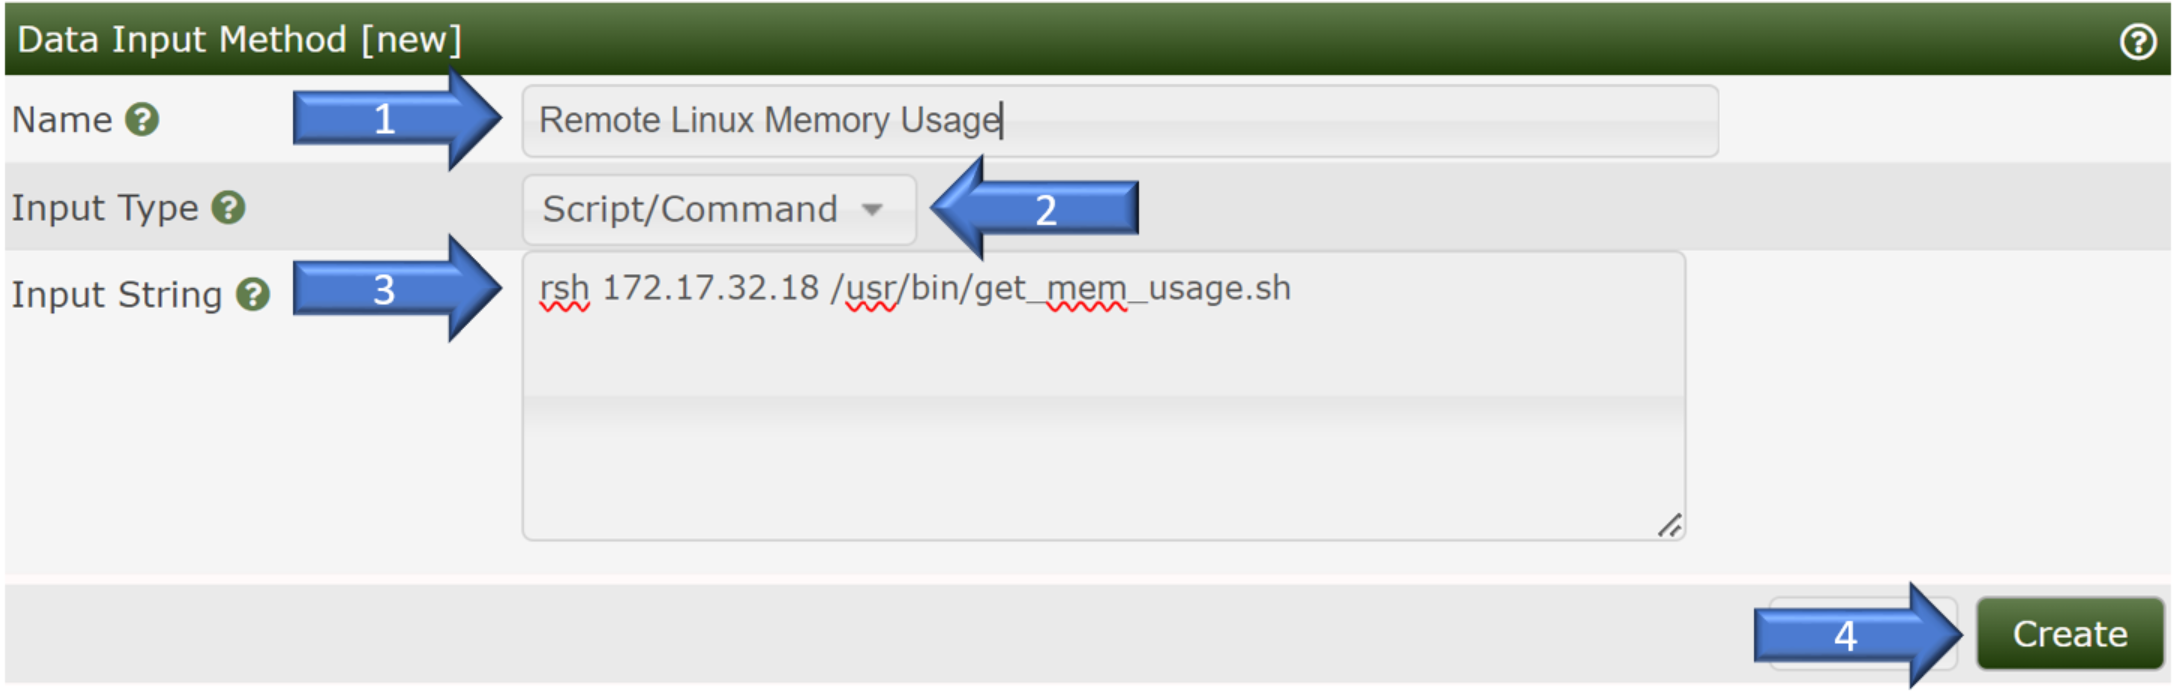 Data Input Method [new]
Name
1
Remote Linux Memory Usage
Input Type
Script/Command
2
Input String
3
rsh 172.17.32.18 /usr/bin/get_mem_usage.sh
4
Create